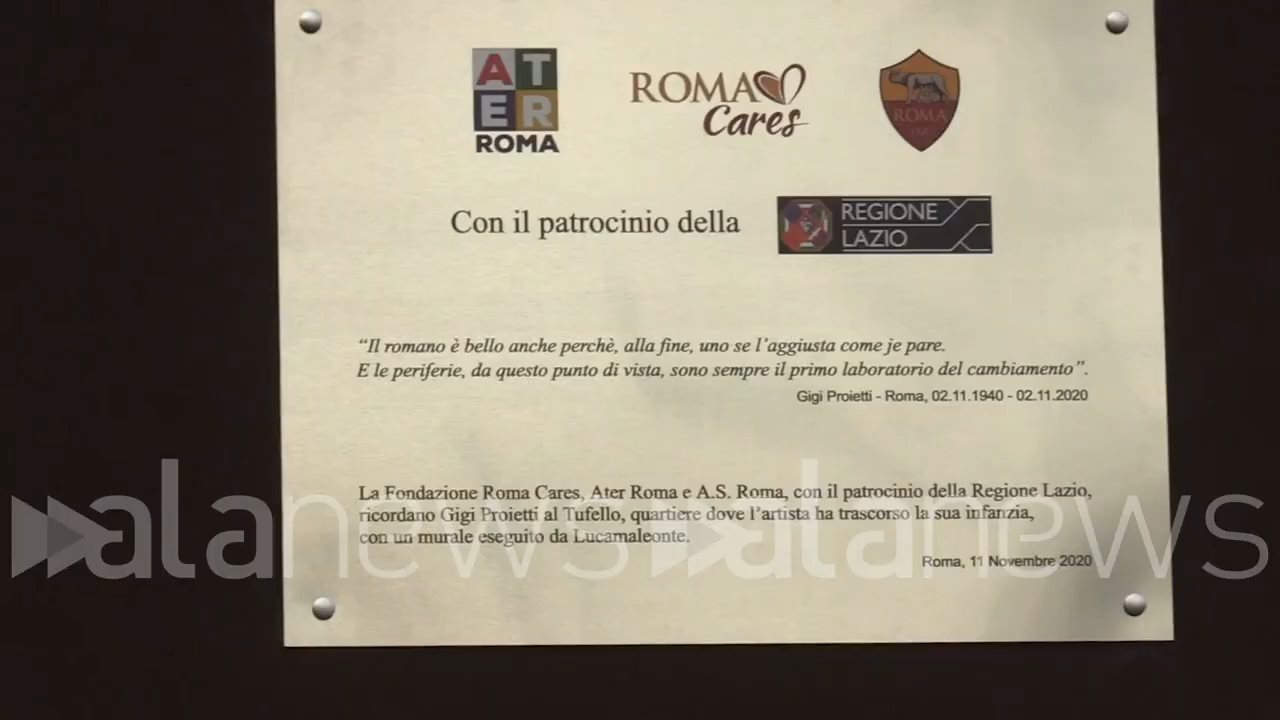 AT
ER
ROMA
ROMA
Cares
ROMA
Con il patrocinio della
REGIONE
LAZIO
“Il romano è bello anche perchè, alla fine, uno se l’aggiusta come je pare.
E le periferie, da questo punto di vista, sono sempre il primo laboratorio del cambiamento”.
Gigi Proietti - Roma, 02.11.1940 - 02.11.2020
La Fondazione Roma Cares, Ater Roma e A.S. Roma, con il patrocinio della Regione Lazio,
ricordano Gigi Proietti al Tufello, quartiere dove l’artista ha trascorso la sua infanzia,
con un murale eseguito da Lucamaleonte.
Roma, 11 Novembre 2020
alanews alanews